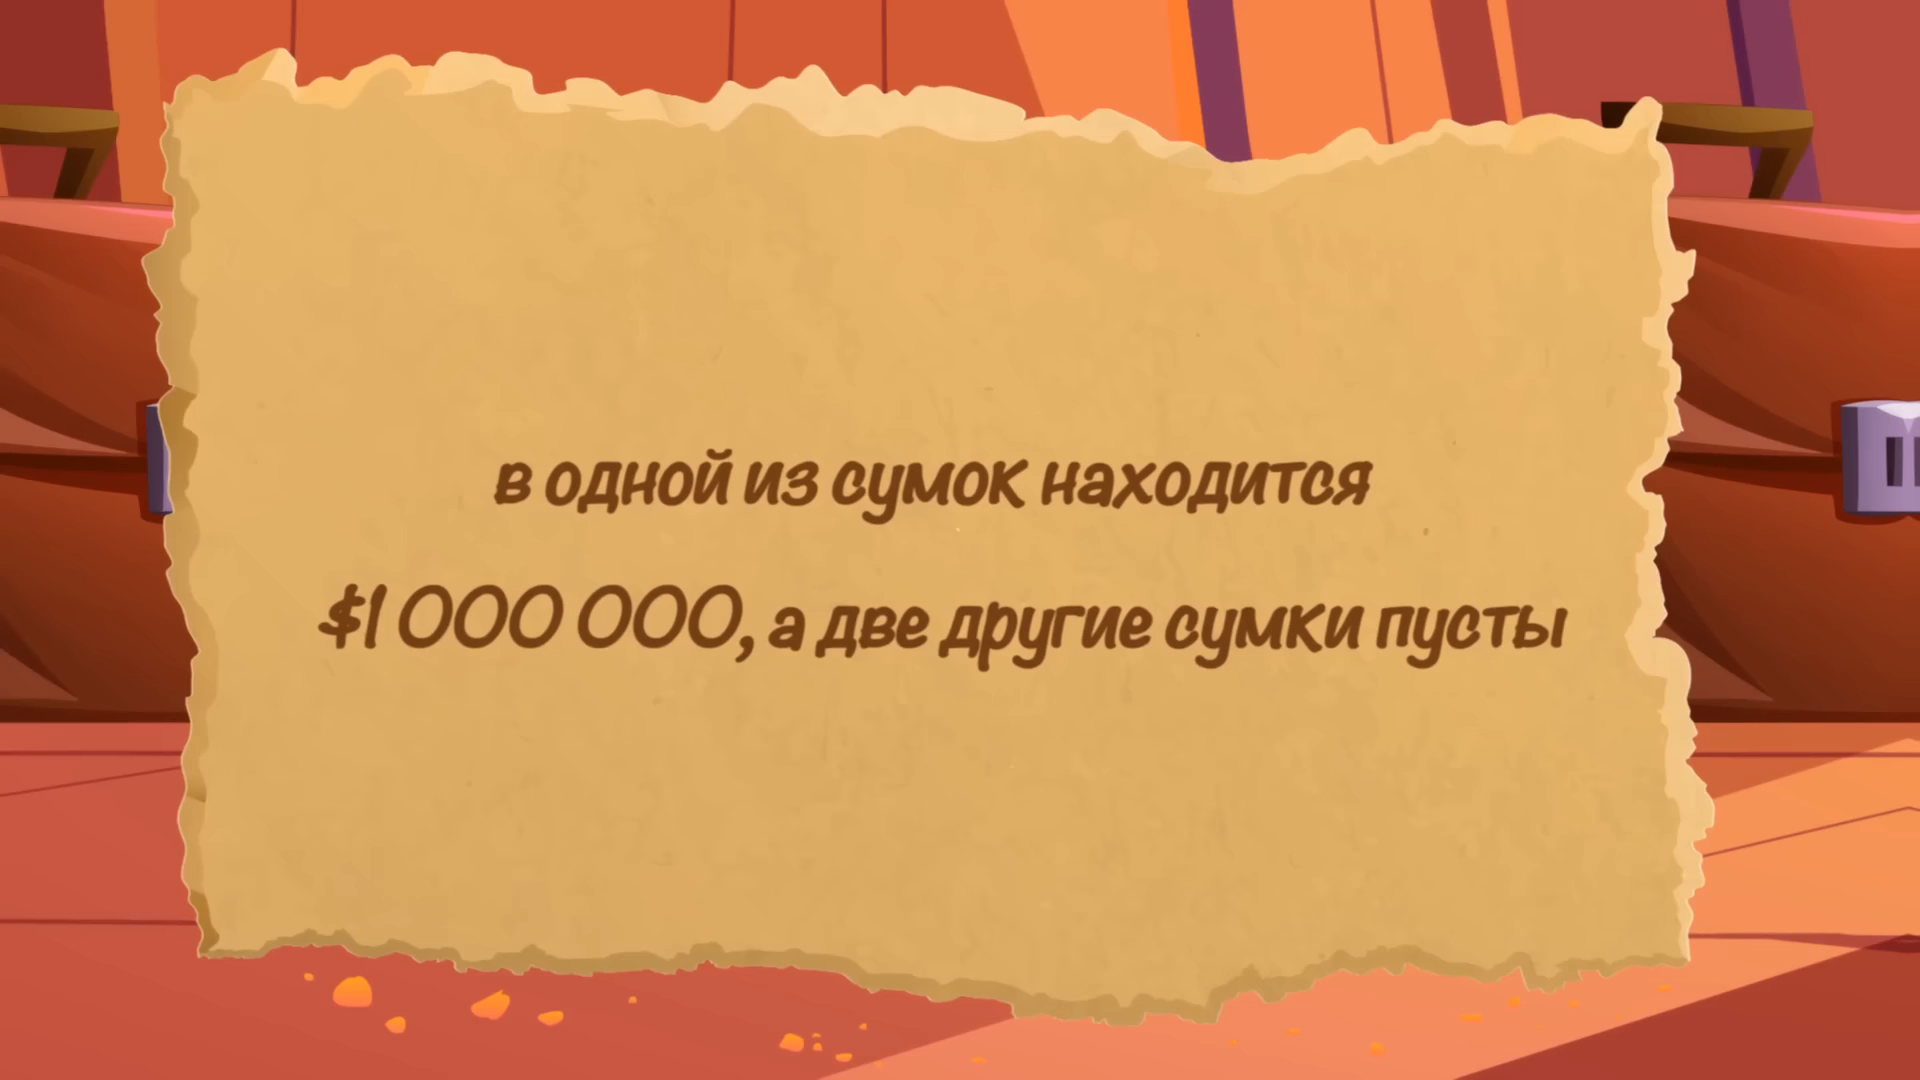 в одной из сумок находится
$1 000 000, а две другие сумки пусты